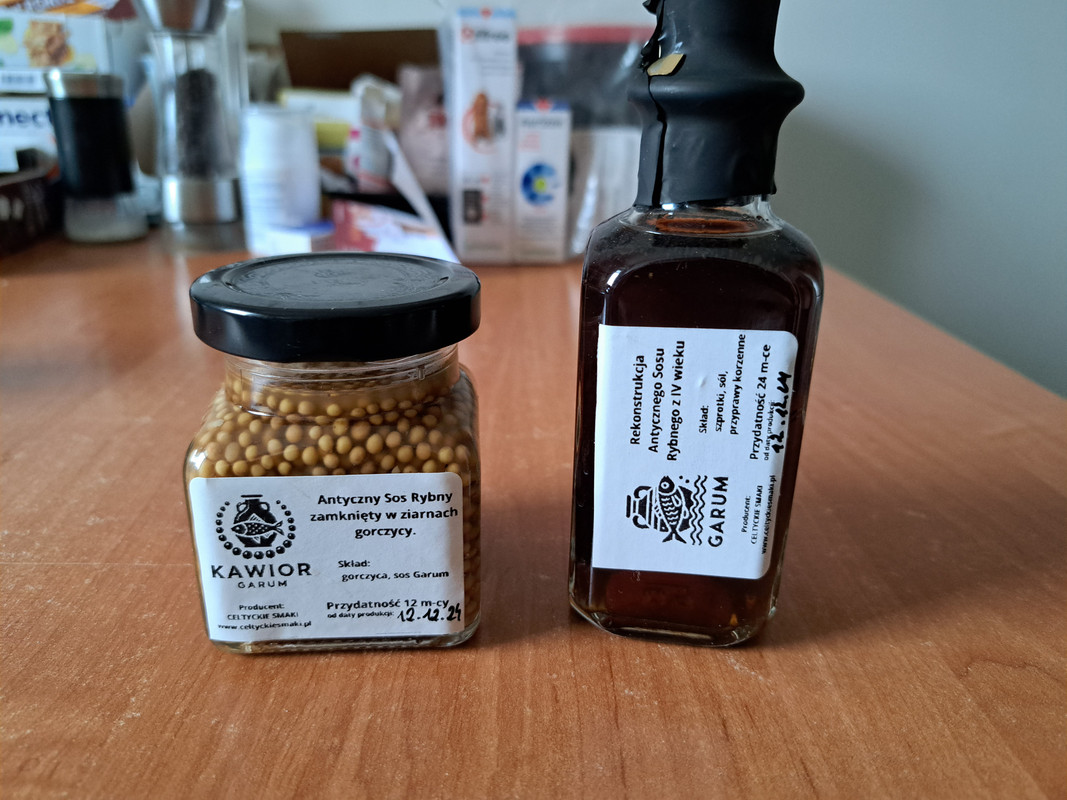 Antyczny Sos Rybny
zamknięty w ziarnach
gorczycy.
KAWIOR
GARUM
Skład:
gorczyca, sos Garum
Producent:
CELTYCKIE SMAKI
www.celtyckiesmaki.pl
Przydatność 12 m-cy
od daty produkcji:
12.12.24
Rekonstrukcja
Antycznego Sosu
Rybnego z IV wieku
Skład:
szprotki, sól,
przyprawy korzenne
Przydatność 24 m-ce
od daty produkcji
12.12.24
GARUM
Producent:
CELTYCKIE SMAKI
www.celtyckiesmaki.pl